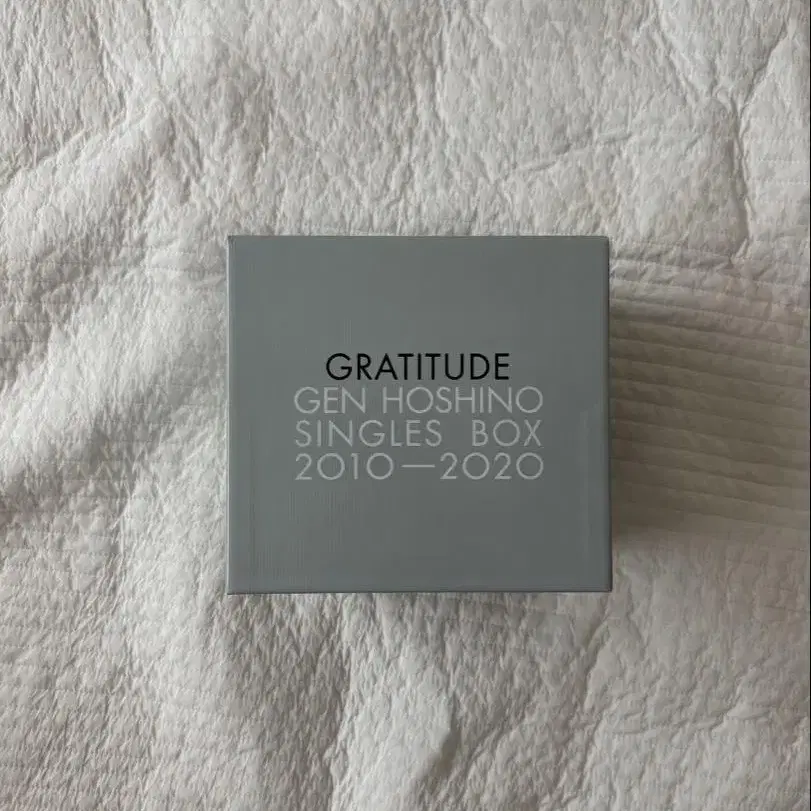 GRATITUDE
GEN HOSHINO
SINGLES BOX
2010—2020